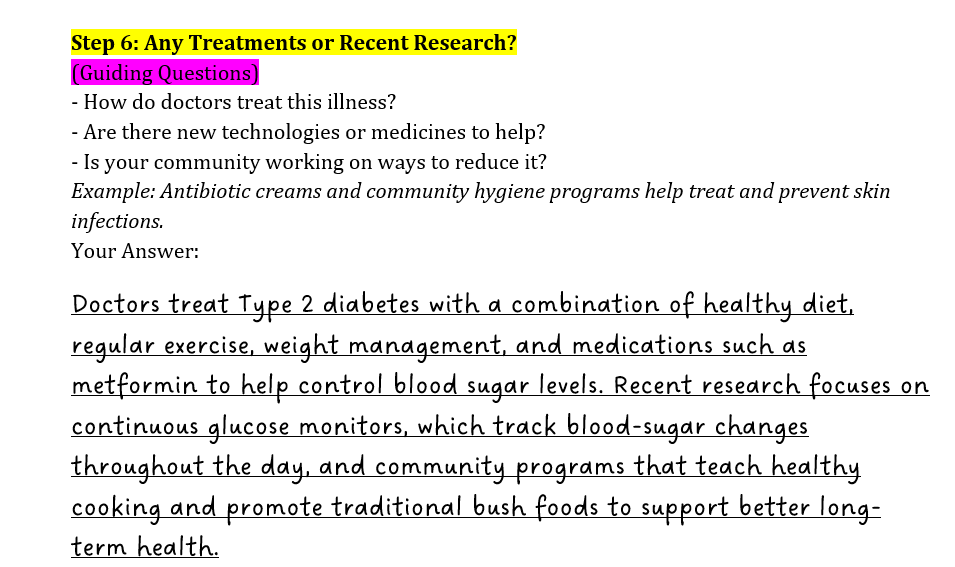 Step 6: Any Treatments or Recent Research?
(Guiding Questions)
- How do doctors treat this illness?
- Are there new technologies or medicines to help?
- Is your community working on ways to reduce it?
Example: Antibiotic creams and community hygiene programs help treat and prevent skin
infections.
Your Answer:
Doctors treat Type 2 diabetes with a combination of healthy diet,
regular exercise, weight management, and medications such as
metformin to help control blood sugar levels. Recent research focuses on
continuous glucose monitors, which track blood-sugar changes
throughout the day, and community programs that teach healthy
cooking and promote traditional bush foods to support better long-
term health.